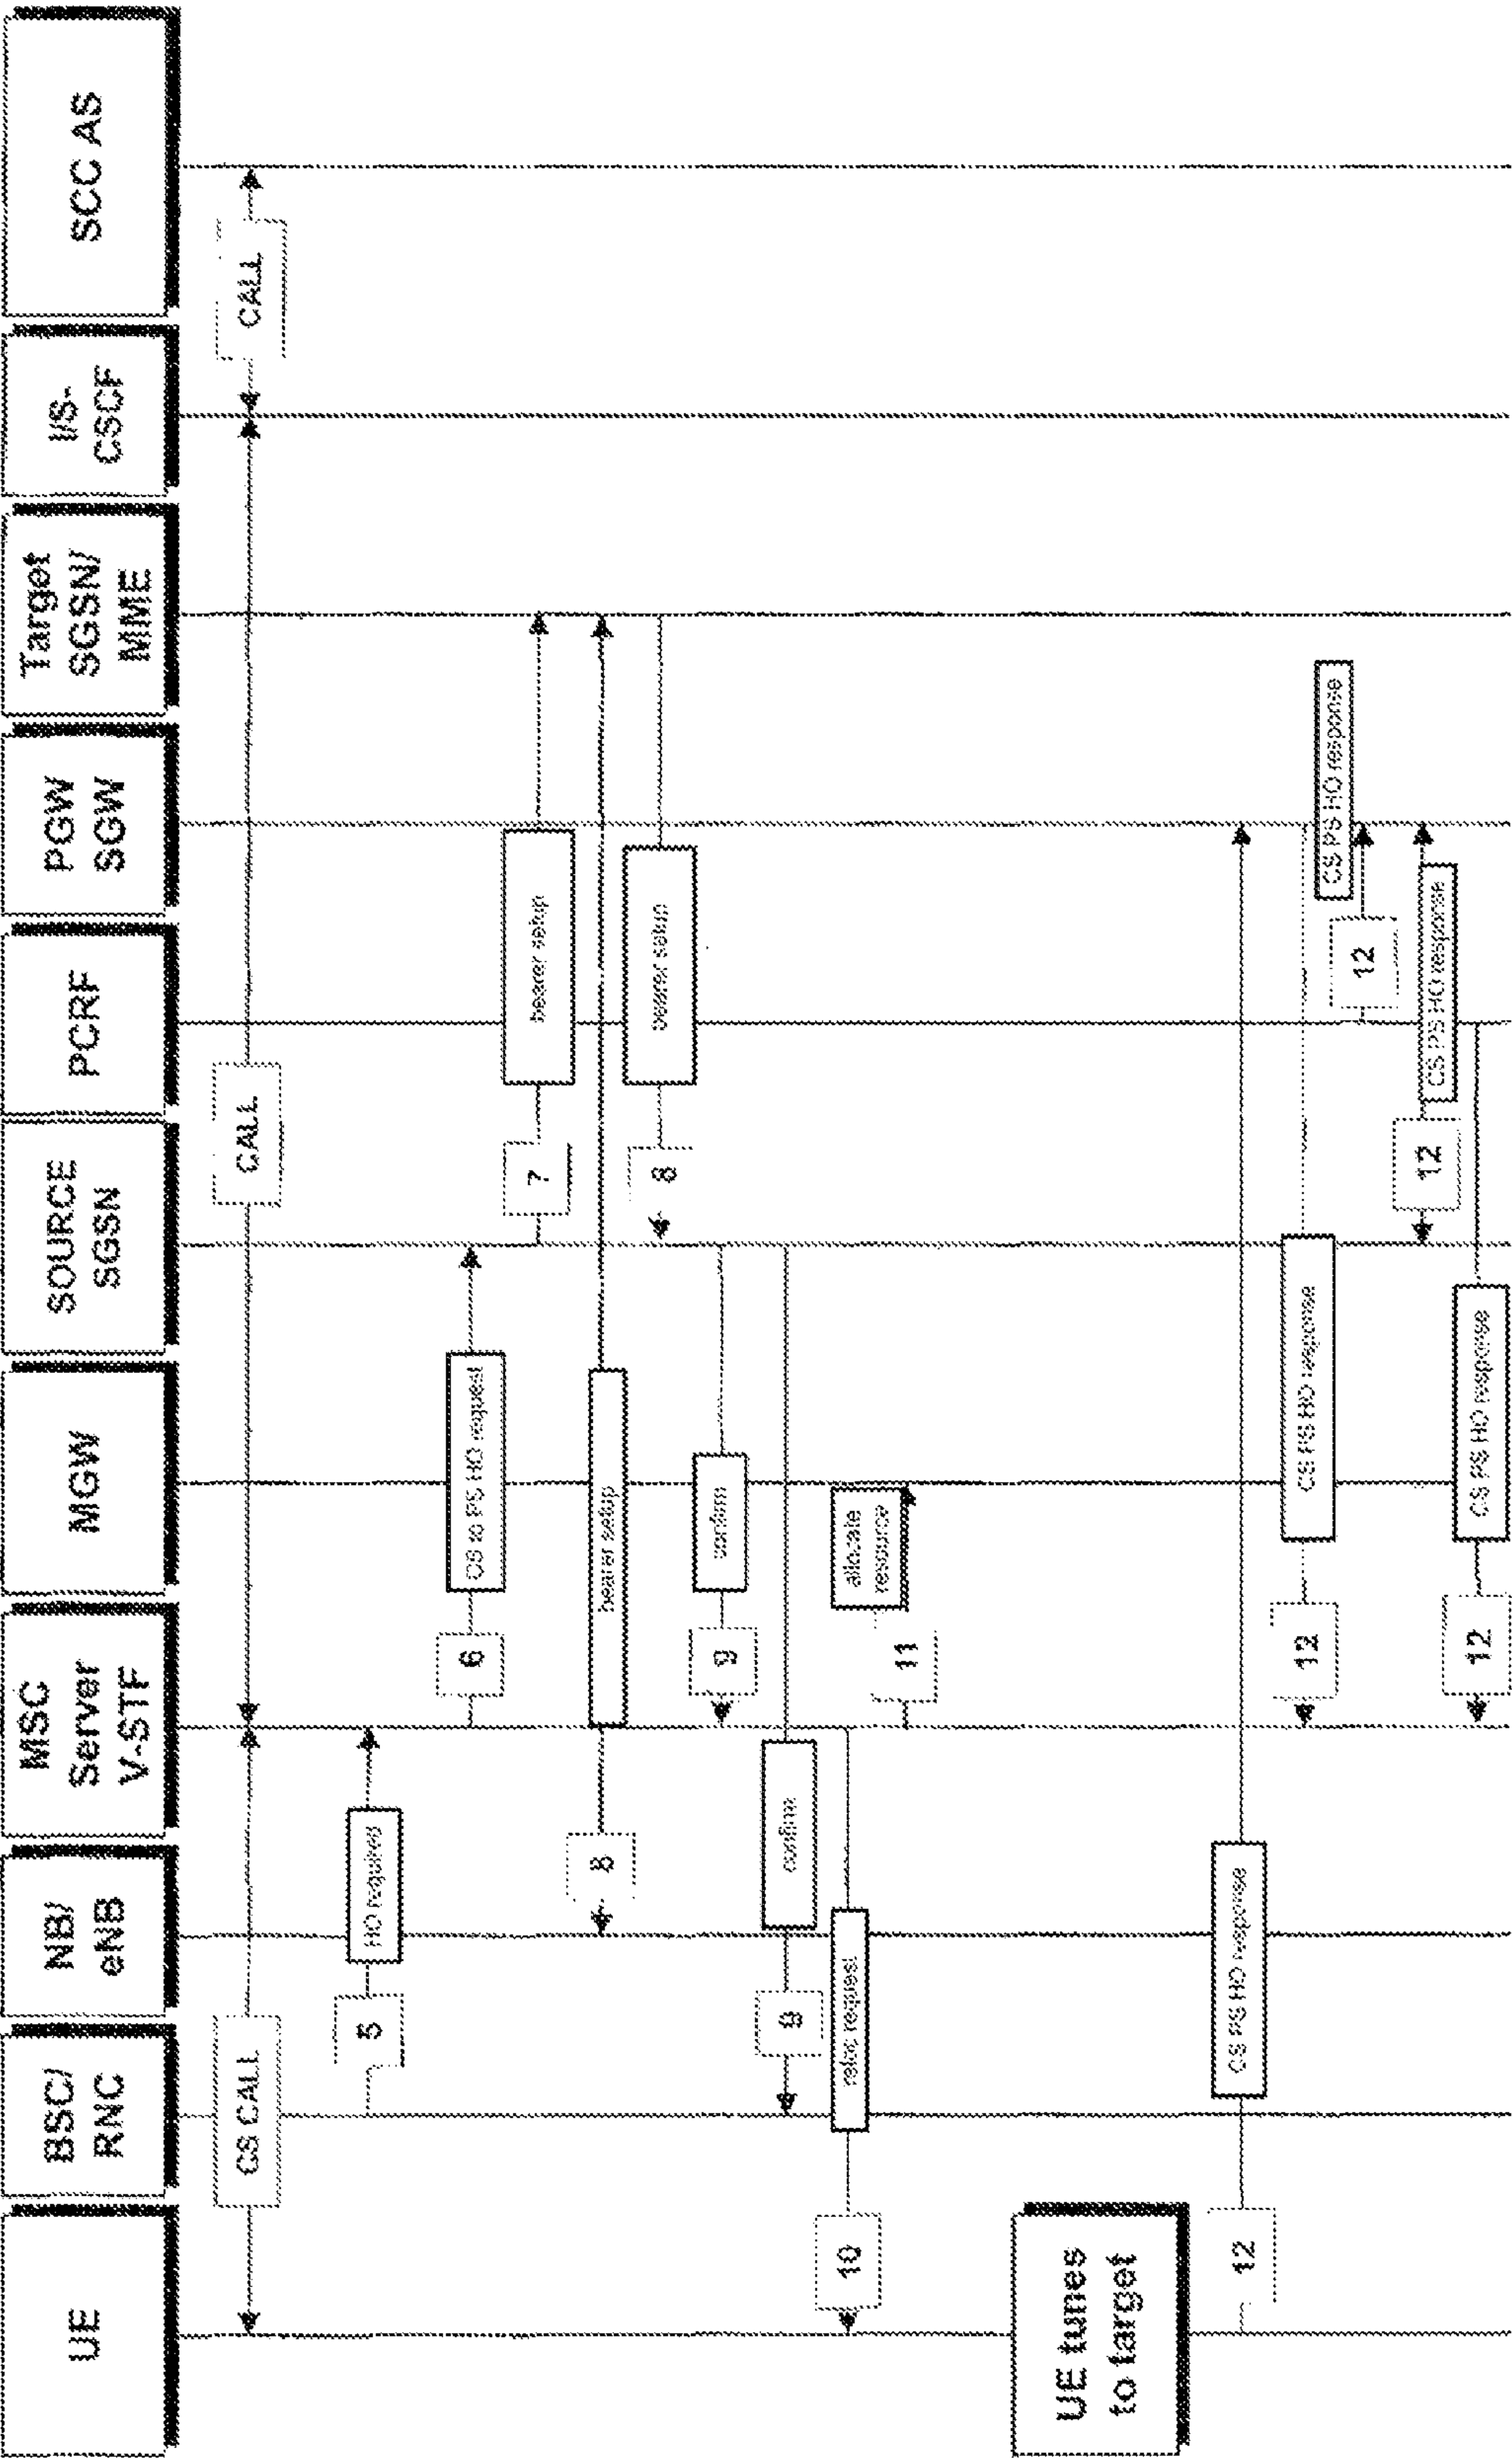 UE
BSC/
RNC
NB/
eNB
MSC
Server
V-STF
MGW
SOURCE
SGSN
PCRF
PGW
SGW
Target
SGSN/
MME
I/S-
CSCF
SCC AS
CS CALL
CALL
CALL
5
HO required
6
CS to PS HO request
7
bearer setup
8
bearer setup
8
bearer setup
9
confirm
9
confirm
10
reloc request
11
allocate
resource
UE tunes
to target
12
CS PS HO response
12
CS PS HO response
12
CS PS HO response
12
CS PS HO response
12
CS PS HO response